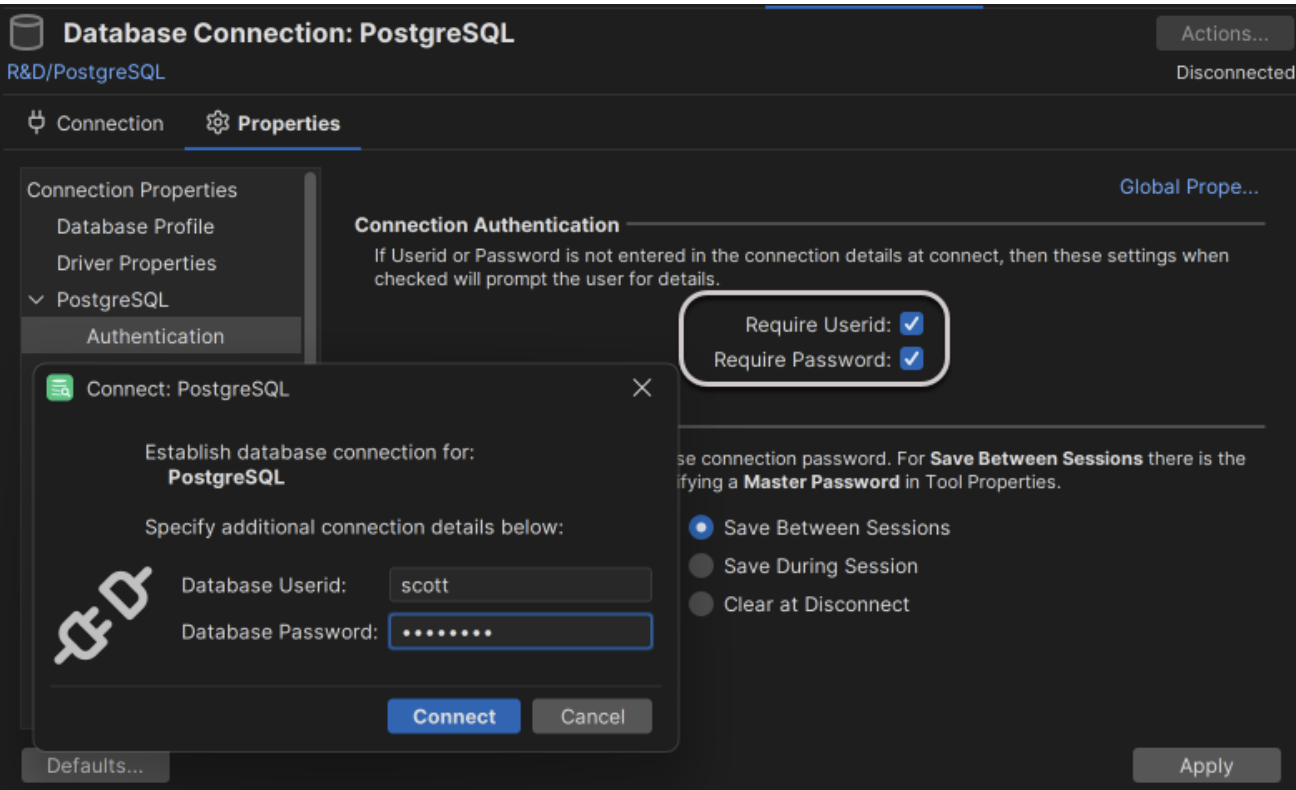 Database Connection: PostgreSQL
Actions...
R&D/PostgreSQL
Disconnected
Connection
Properties
Connection Properties
Database Profile
Driver Properties
PostgreSQL
Authentication
Global Prope...
Connection Authentication
If Userid or Password is not entered in the connection details at connect, then these settings when
checked will prompt the user for details.
Require Userid:
Require Password:
Connect: PostgreSQL
Establish database connection for:
PostgreSQL
Specify additional connection details below:
Database Userid: scott
Database Password: ••••••••
Connect
Cancel
connection password. For Save Between Sessions there is the
a Master Password in Tool Properties.
Save Between Sessions
Save During Session
Clear at Disconnect
Defaults...
Apply